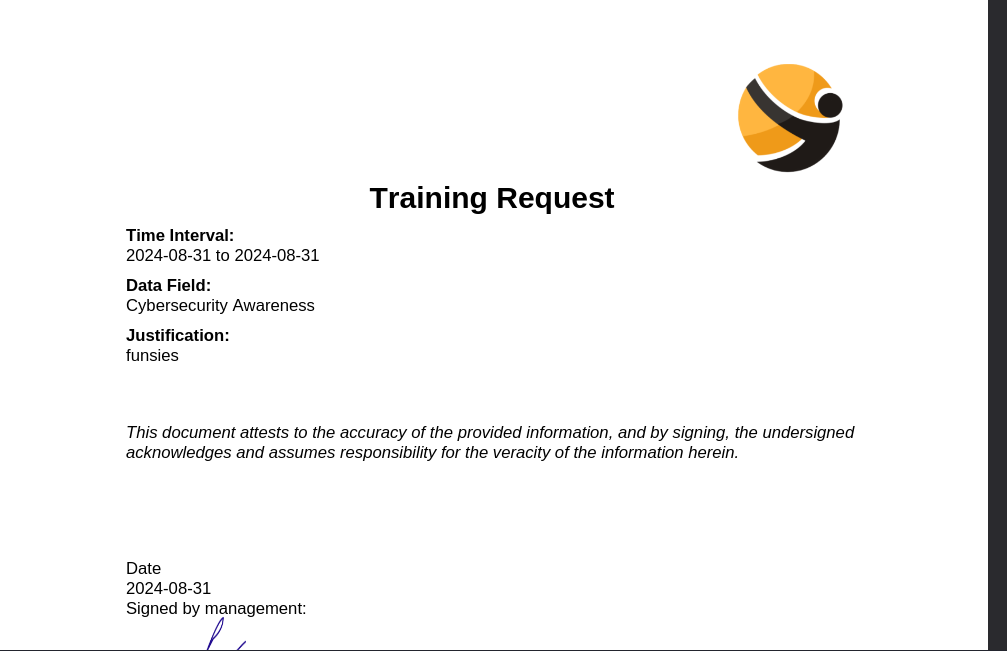 Training Request
Time Interval:
2024-08-31 to 2024-08-31
Data Field:
Cybersecurity Awareness
Justification:
funsies
This document attests to the accuracy of the provided information, and by signing, the undersigned
acknowledges and assumes responsibility for the veracity of the information herein.
Date
2024-08-31
Signed by management: